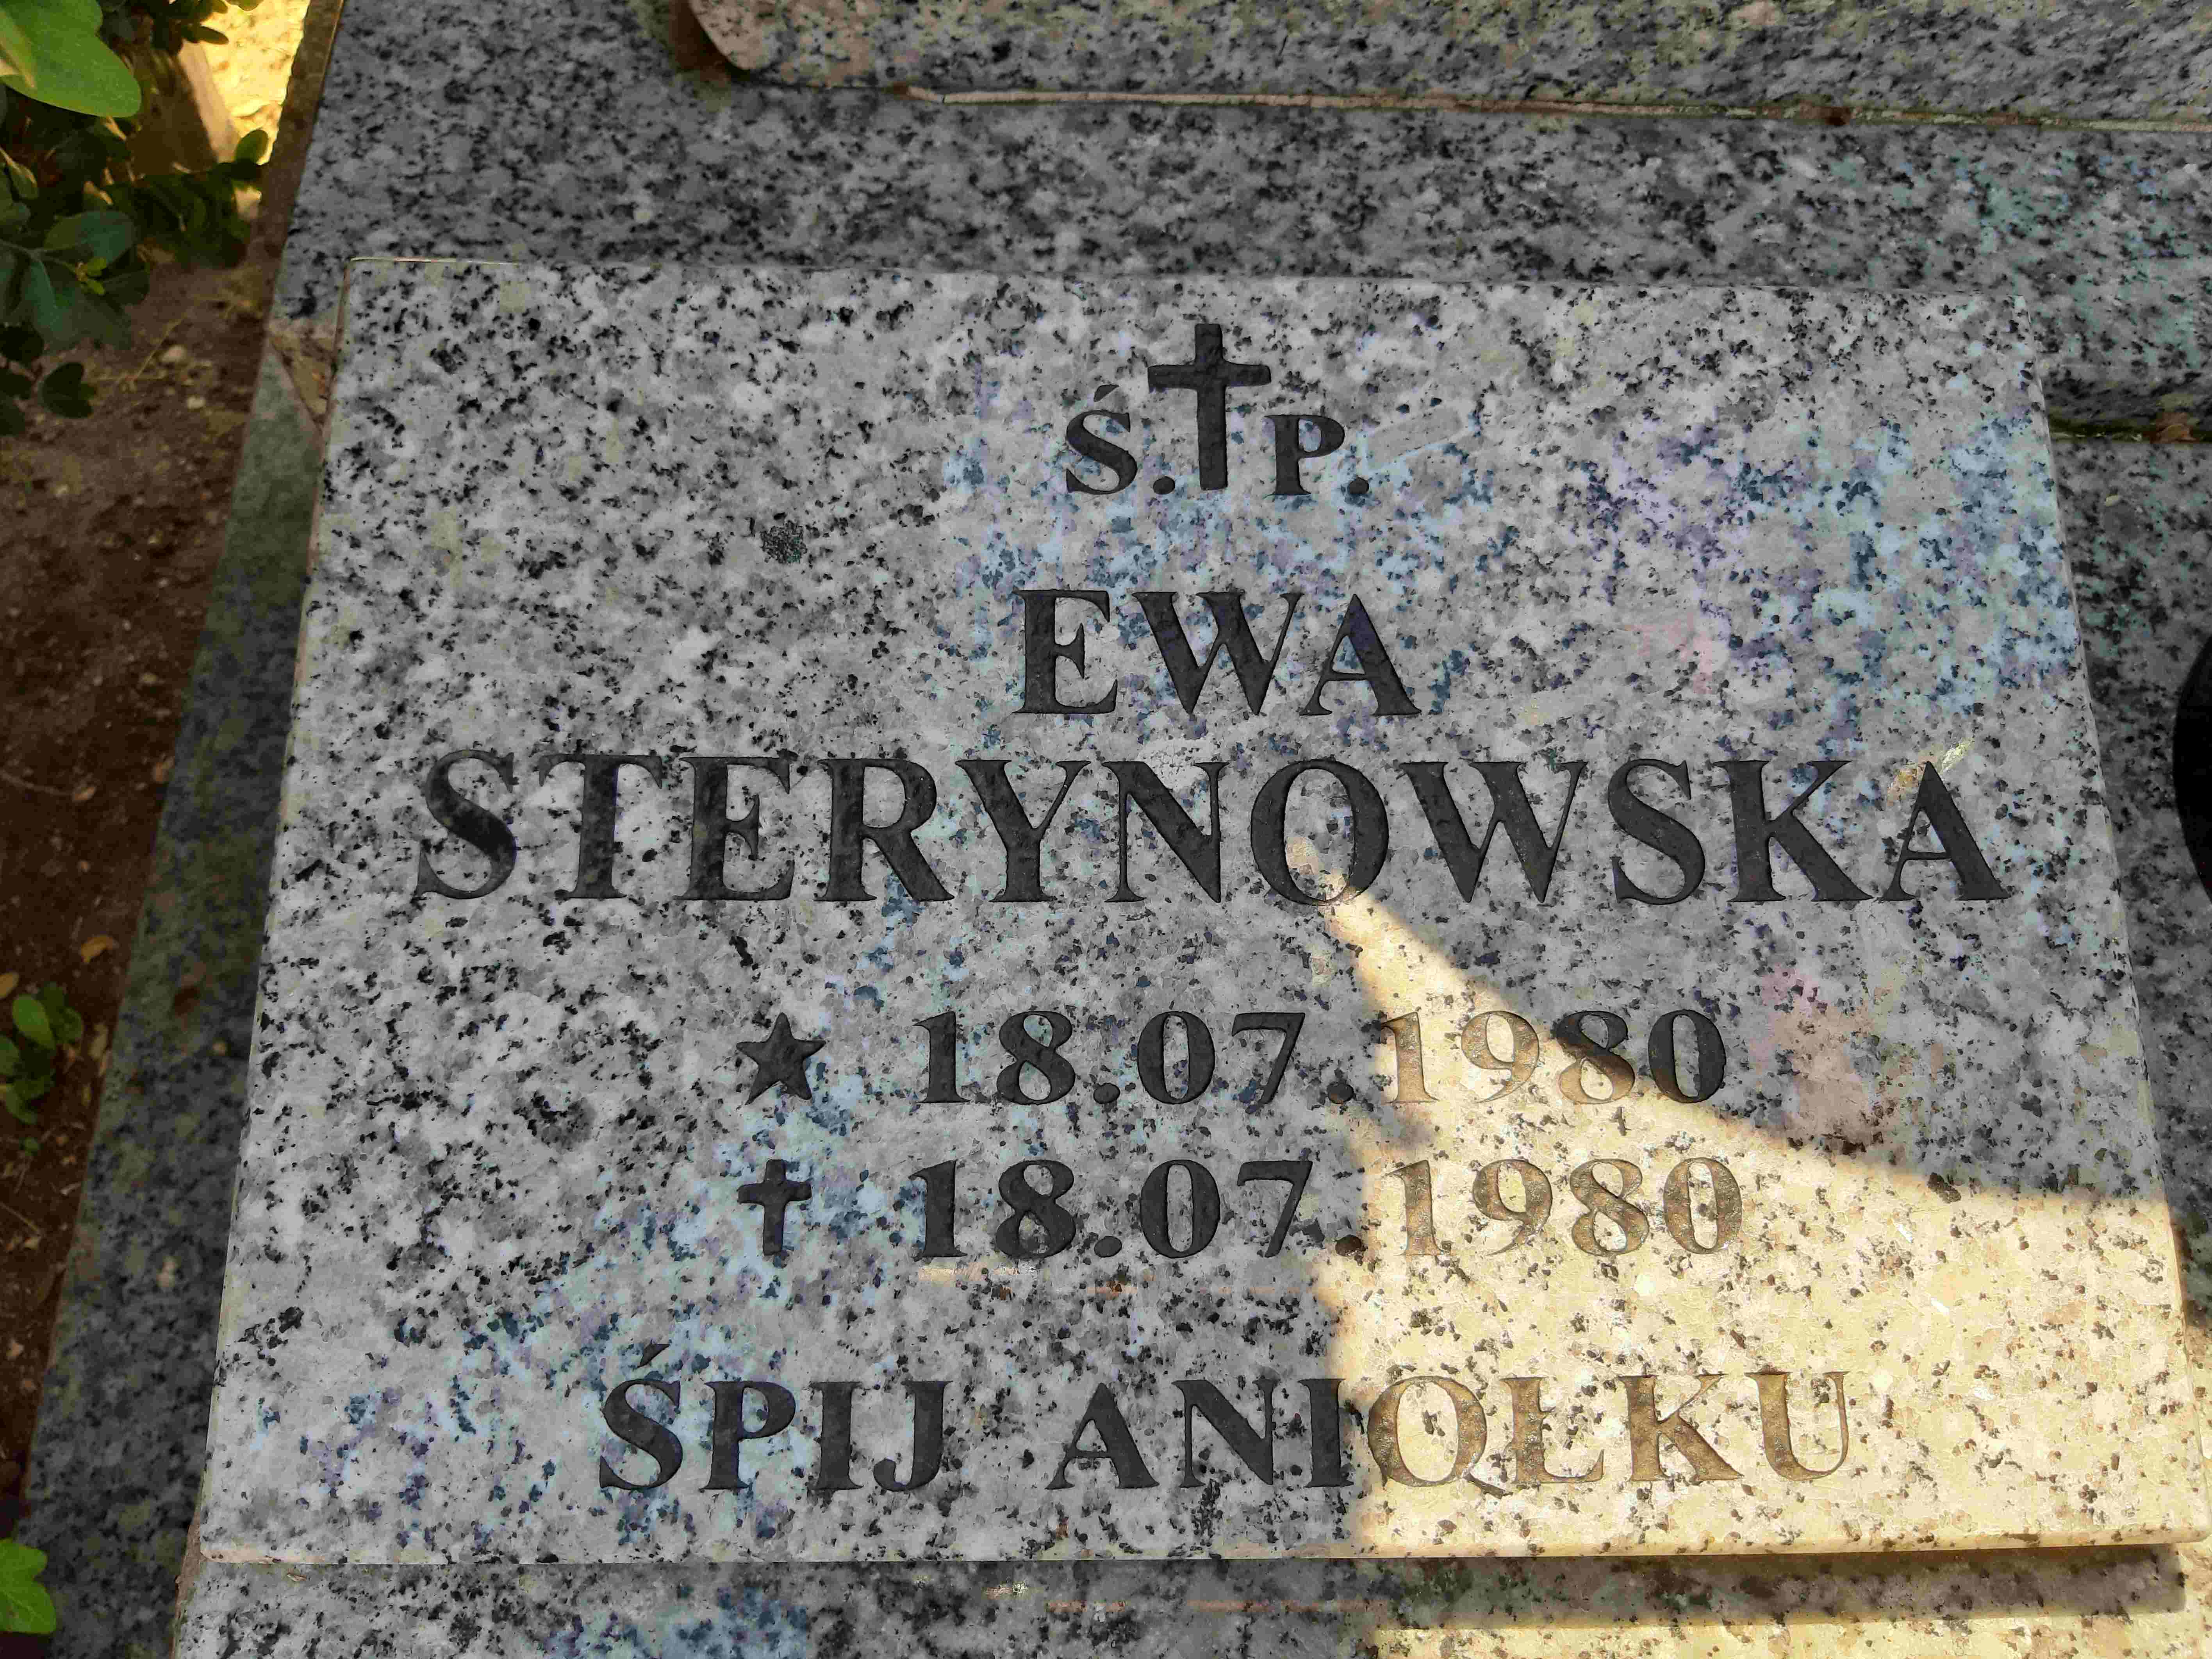 Ś.✝P.
EWA
STERYNOWSKA
★ 18.07.1980
✝ 18.07.1980
ŚPIJ ANIOŁKU